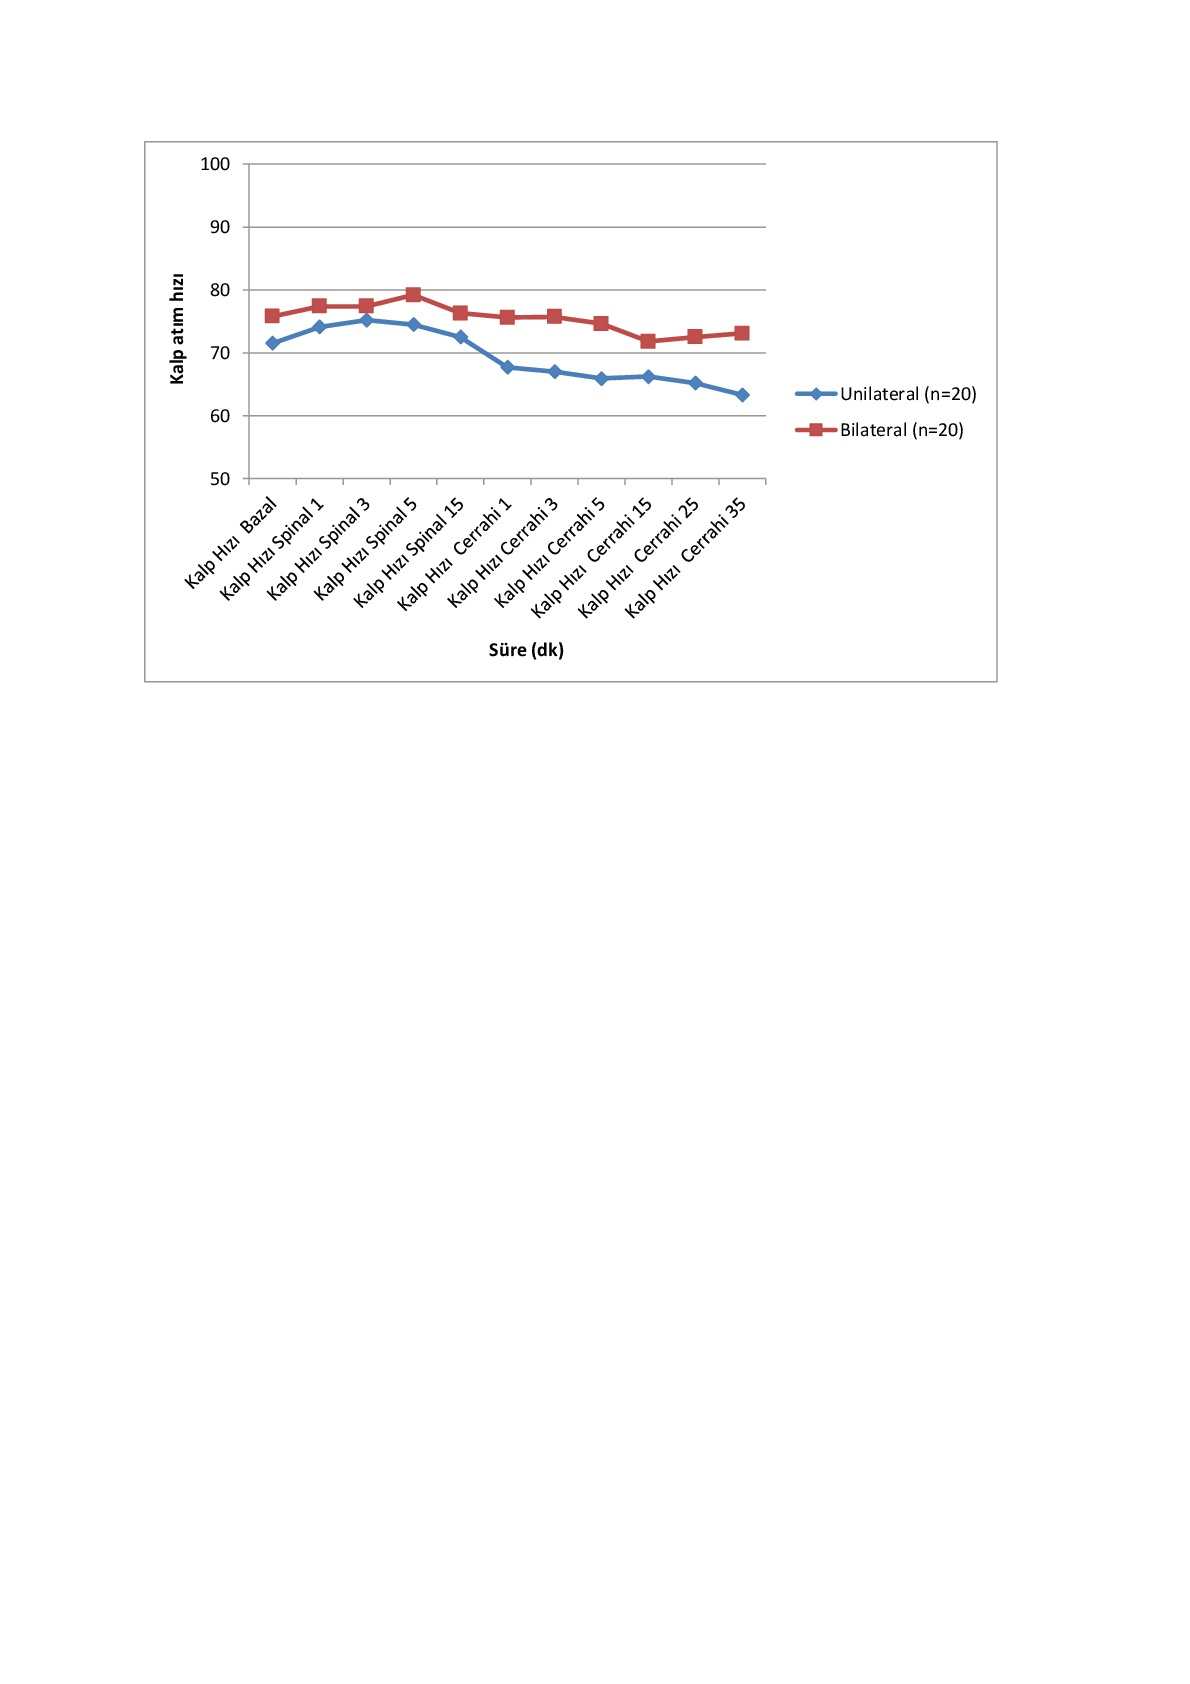 100
90
80
70
60
50
Kalp atım hızı
Kalp Hızı  Bazal
Kalp Hızı Spinal 1
Kalp Hızı Spinal 3
Kalp Hızı Spinal 5
Kalp Hızı Spinal 15
Kalp Hızı  Cerrahi 1
Kalp Hızı Cerrahi 3
Kalp Hızı Cerrahi 5
Kalp Hızı  Cerrahi 15
Kalp Hızı  Cerrahi 25
Kalp Hızı  Cerrahi 35
Süre (dk)
Unilateral (n=20)
Bilateral (n=20)